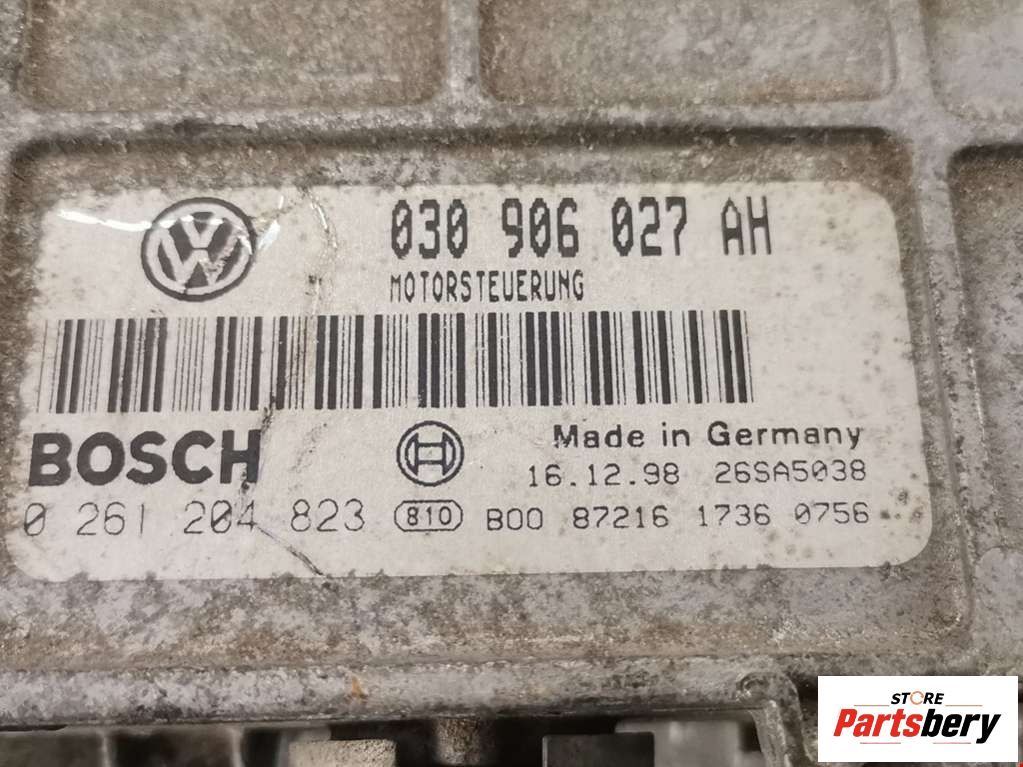 030 906 027 AH
MOTORSTEUERUNG
BOSCH
Made in Germany
16.12.98 26SA5038
0 261 204 823 810 B00 87216 1736 0756
STORE
Partsbery